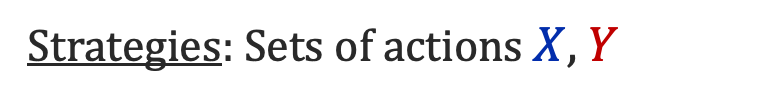 Strategies: Sets of actions X, Y